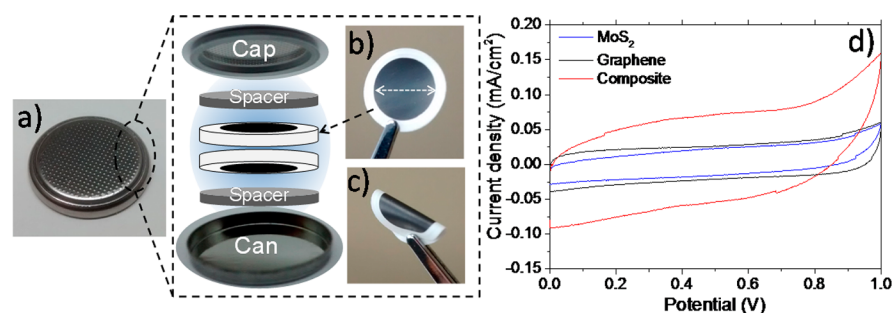 a)
Cap
Spacer
Spacer
Can
b)
c)
d)
MoS₂
Graphene
Composite
Current density (mA/cm²)
0.20
0.15
0.10
0.05
0.00
-0.05
-0.10
-0.15
0.0
0.2
0.4
0.6
0.8
1.0
Potential (V)